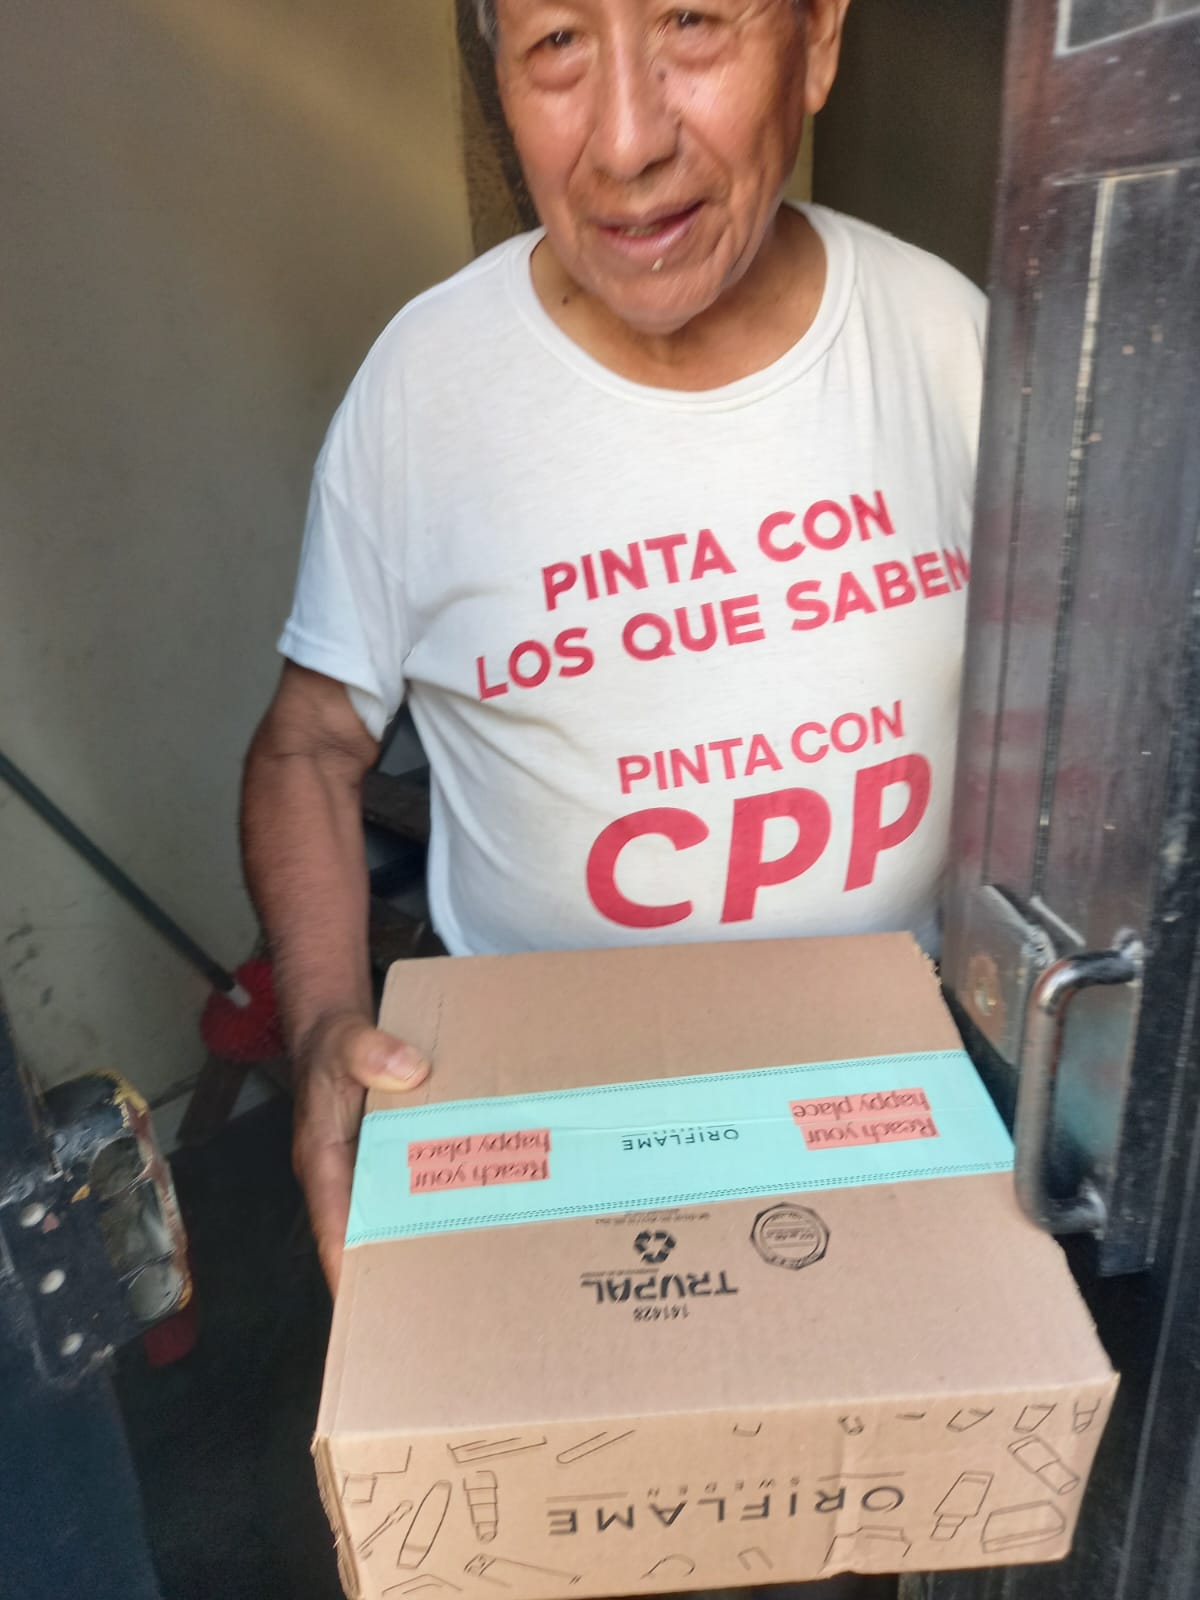 PINTA CON
LOS QUE SABEN
PINTA CON
CPP
Reach your
happy place
ORIFLAME
SWEDEN
Reach your
happy place
TRUPAL
141428
ORIFLAME
SWEDEN